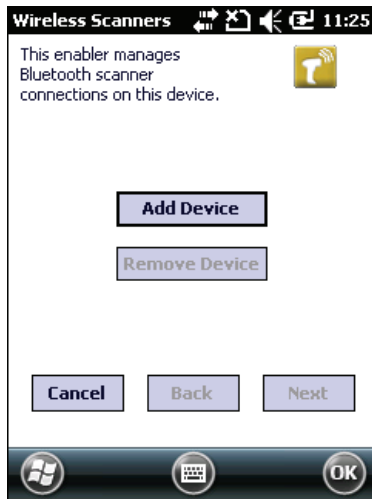 Wireless Scanners 11:25
This enabler manages
Bluetooth scanner
connections on this device.
Add Device
Remove Device
Cancel Back Next
OK